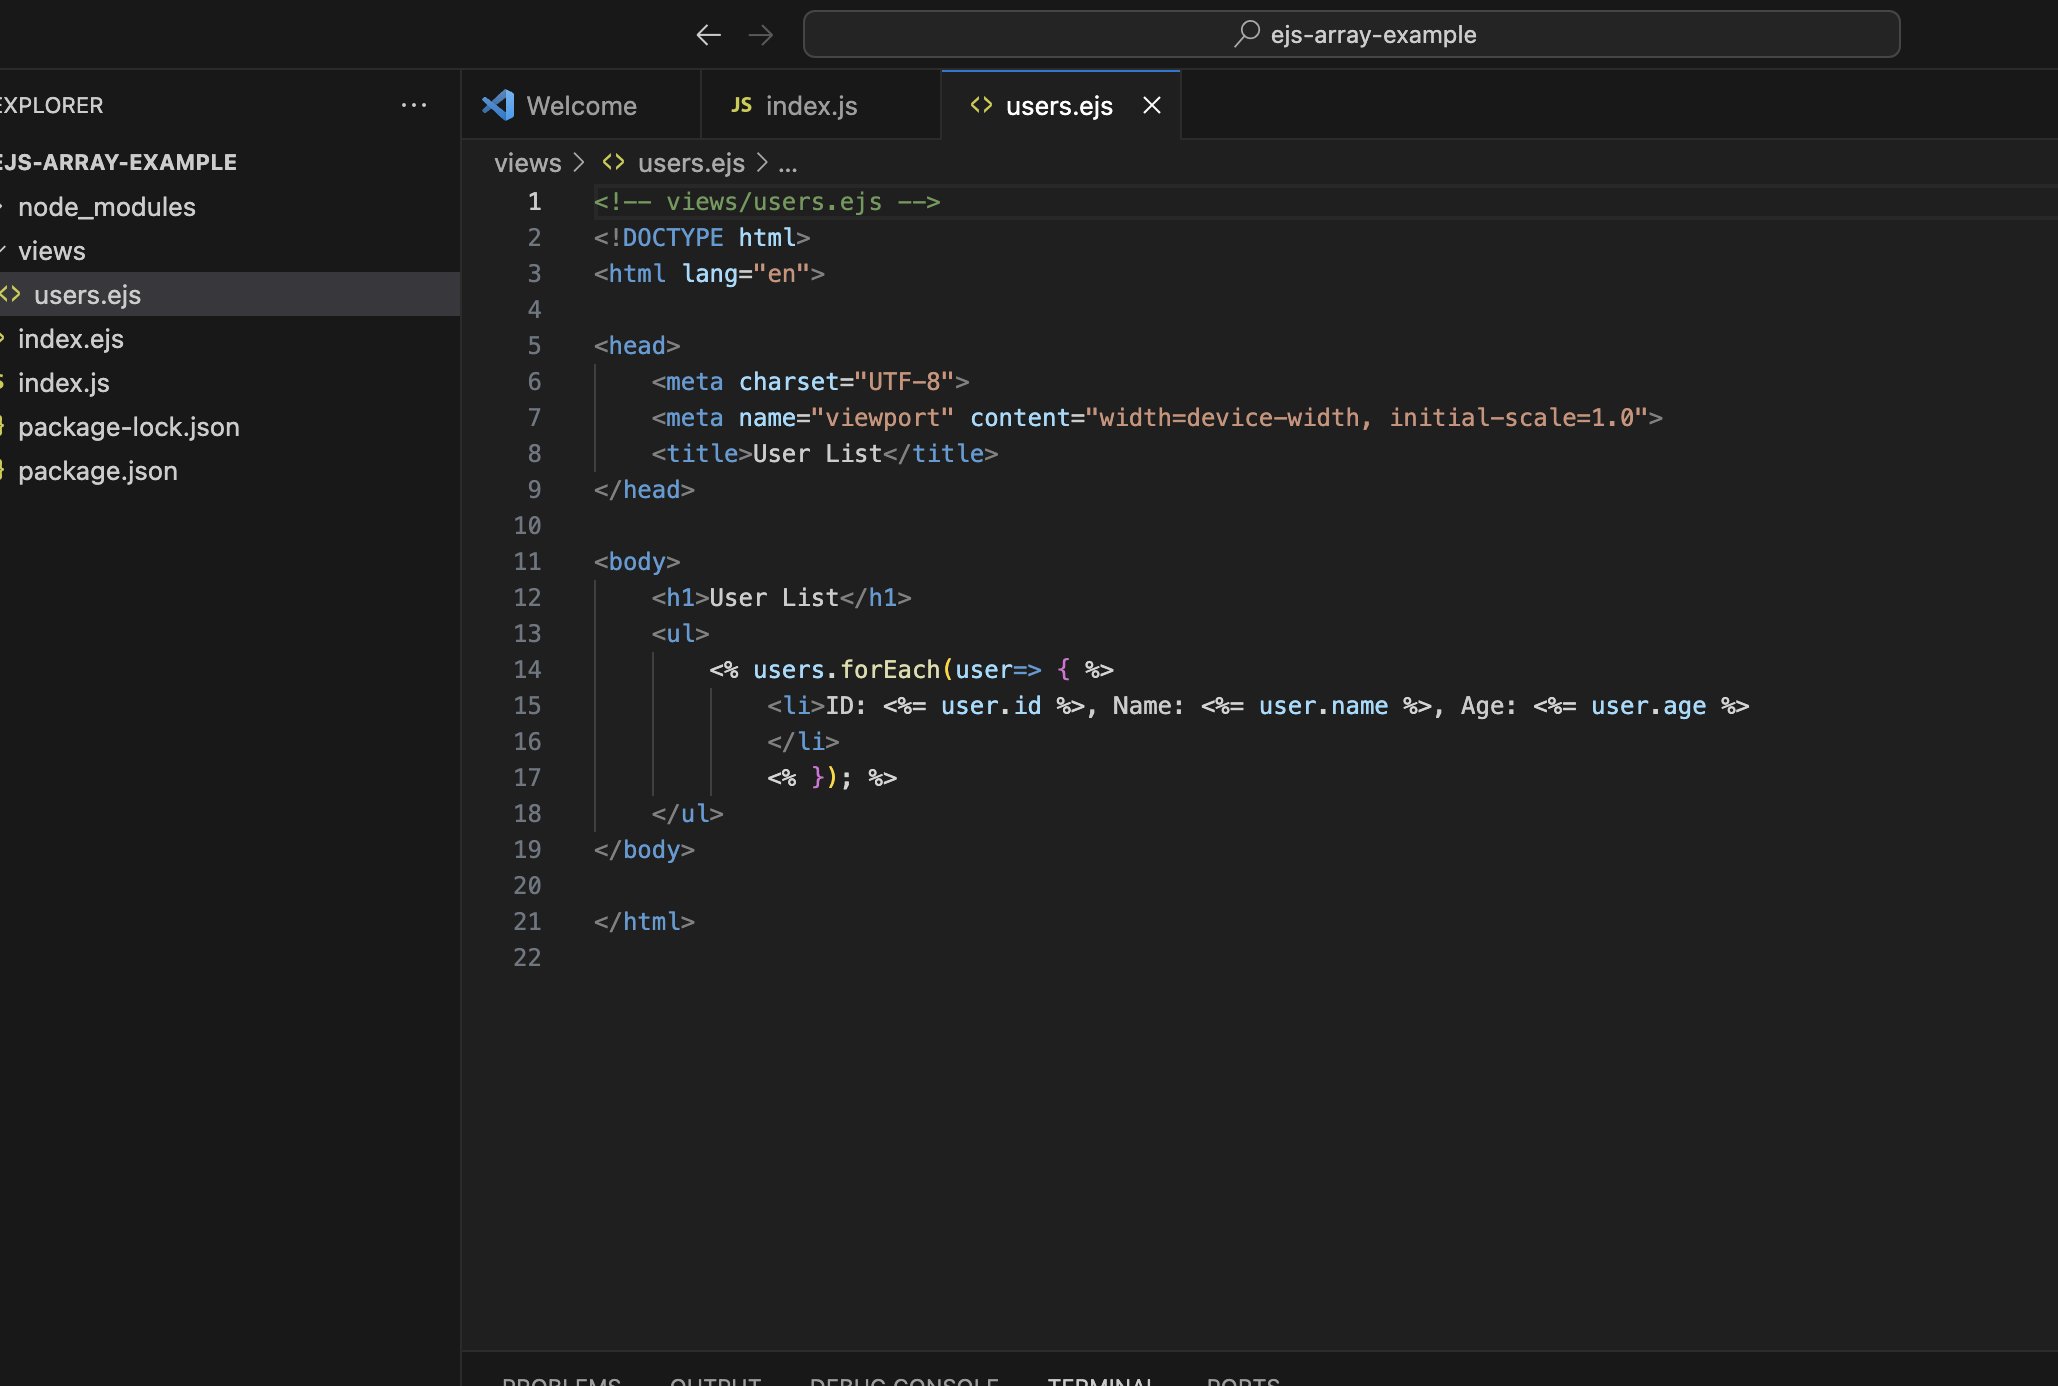 ejs-array-example
EXPLORER
Welcome
JS index.js
users.ejs
EJS-ARRAY-EXAMPLE
node_modules
views
users.ejs
index.ejs
index.js
package-lock.json
package.json
views > users.ejs > ...
1 <!-- views/users.ejs -->
2 <!DOCTYPE html>
3 <html lang="en">
4
5 <head>
6 <meta charset="UTF-8">
7 <meta name="viewport" content="width=device-width, initial-scale=1.0">
8 <title>User List</title>
9 </head>
10
11 <body>
12 <h1>User List</h1>
13 <ul>
14 <% users.forEach(user=> { %>
15 <li>ID: <%= user.id %>, Name: <%= user.name %>, Age: <%= user.age %>
16 </li>
17 <% }); %>
18 </ul>
19 </body>
20
21 </html>
22
PROBLEMS OUTPUT DEBUG CONSOLE TERMINAL PORTS